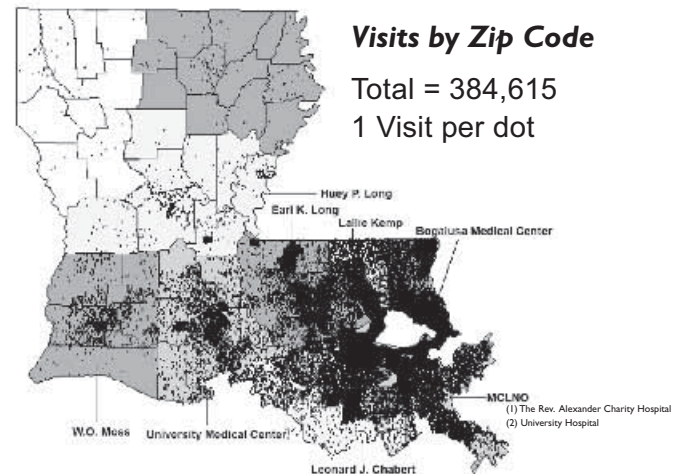 Visits by Zip Code
Total = 384,615
1 Visit per dot
Huey P. Long
Earl K. Long
Lallie Kemp
Bogalusa Medical Center
MCLNO
(1) The Rev. Alexander Charity Hospital
(2) University Hospital
W.O. Moss
University Medical Center
Leonard J. Chabert